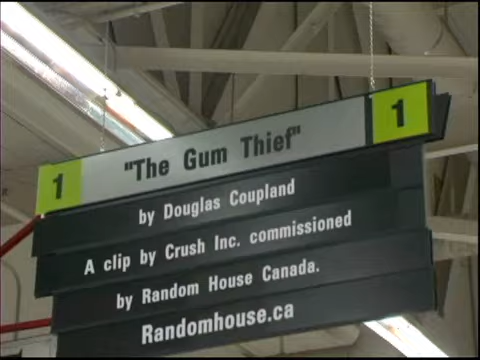 1 "The Gum Thief" 1
by Douglas Coupland
A clip by Crush Inc. commissioned
by Random House Canada.
Randomhouse.ca